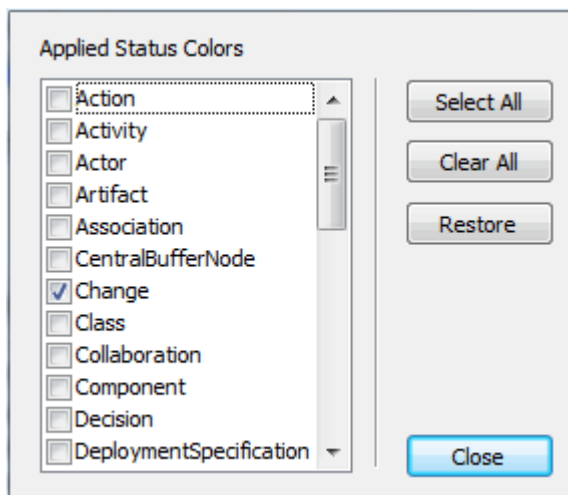 Applied Status Colors
Action
Activity
Actor
Artifact
Association
CentralBufferNode
Change
Class
Collaboration
Component
Decision
DeploymentSpecification
Select All
Clear All
Restore
Close